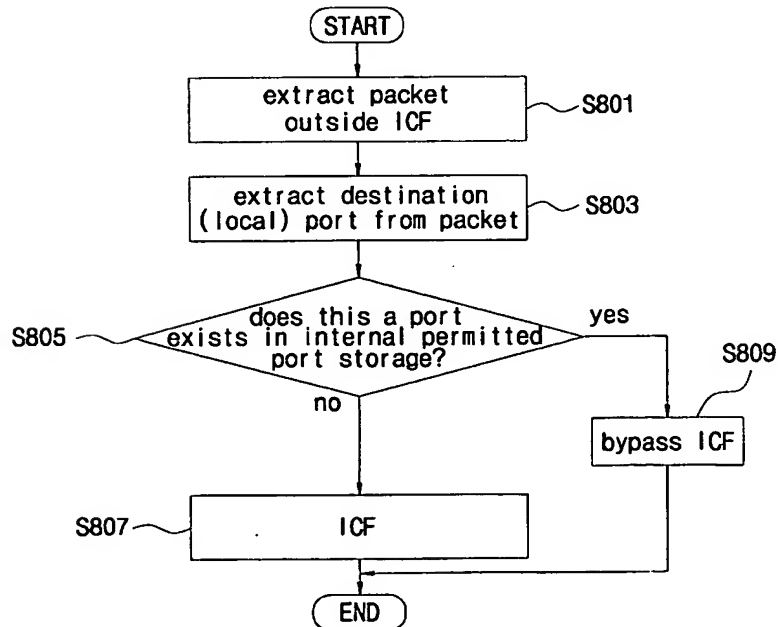 START
extract packet
outside ICF
S801
extract destination
(local) port from packet
S803
does this a port
exists in internal permitted
port storage?
S805
yes
no
S809
bypass ICF
S807
ICF
END